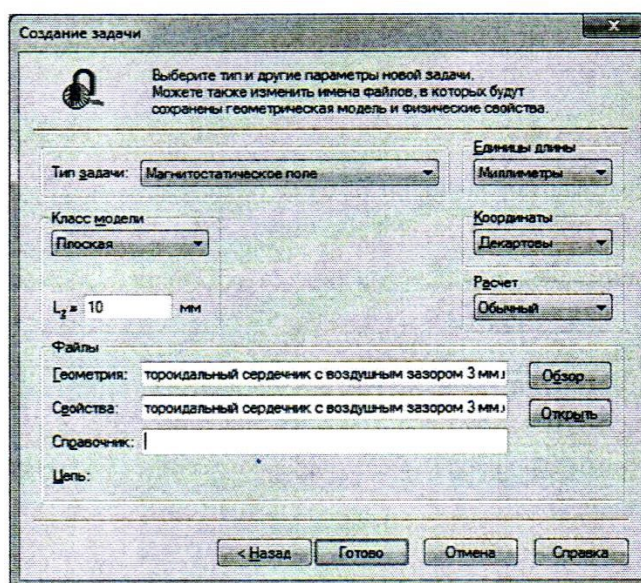 Создание задачи
Выберите тип и другие параметры новой задачи.
Можете также изменить имена файлов, в которых будут
сохранены геометрическая модель и физические свойства.
Тип задачи: Магнитостатическое поле
Единицы длины
Миллиметры
Класс модели
Плоская
Координаты
Декартовы
Lz = 10 мм
Расчет
Обычный
Файлы
Геометрия: тороидальный сердечник с воздушным зазором 3 мм.
Обзор...
Свойства: тороидальный сердечник с воздушным зазором 3 мм.
Открыть
Справочник:
Цепь:
< Назад Готово Отмена Справка